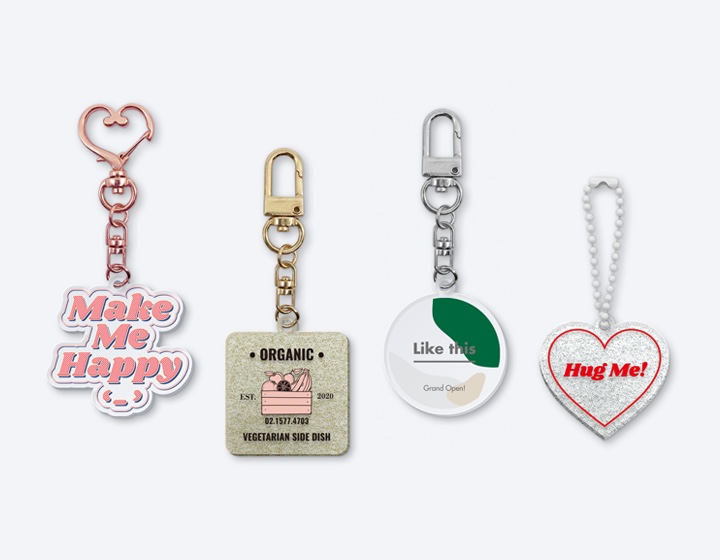 Make
Me
Happy
• ORGANIC •
EST. 2020
02.1577.4703
VEGETARIAN SIDE DISH
Like this
Grand Open!
Hug Me!